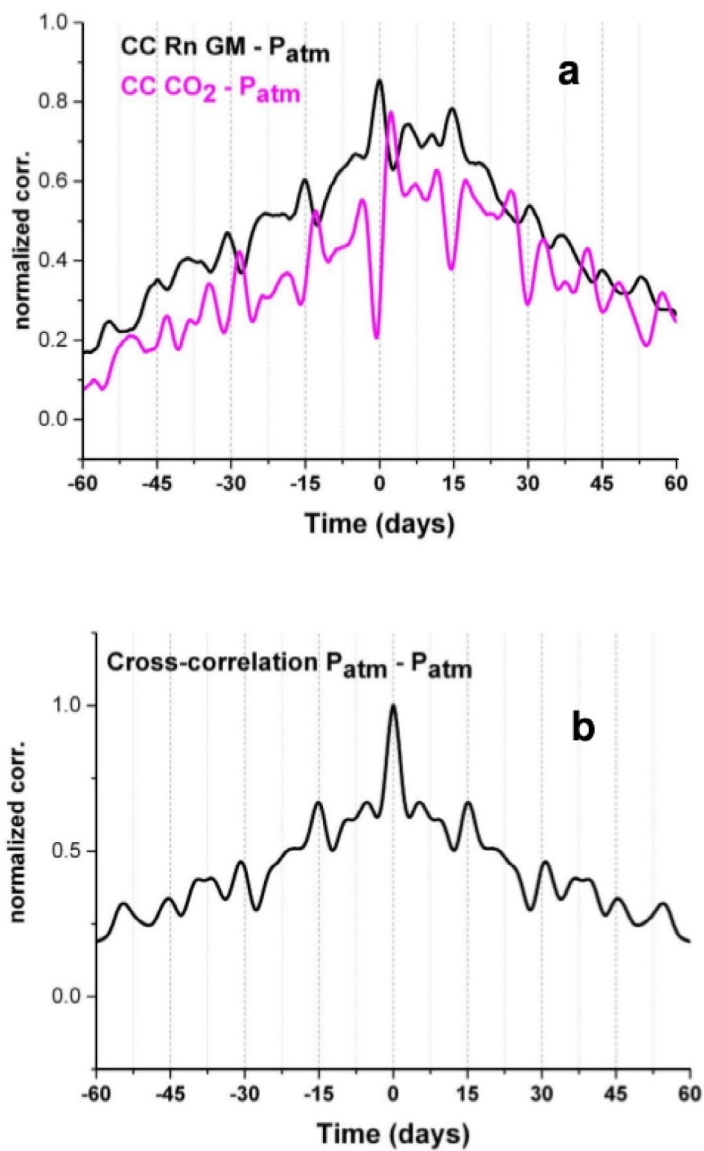 1.0
CC Rn GM - Patm
CC CO2 - Patm
a
0.8
0.6
0.4
0.2
0.0
normalized corr.
-60 -45 -30 -15 0 15 30 45 60
Time (days)
Cross-correlation Patm - Patm
b
1.0
0.5
0.0
normalized corr.
-60 -45 -30 -15 0 15 30 45 60
Time (days)